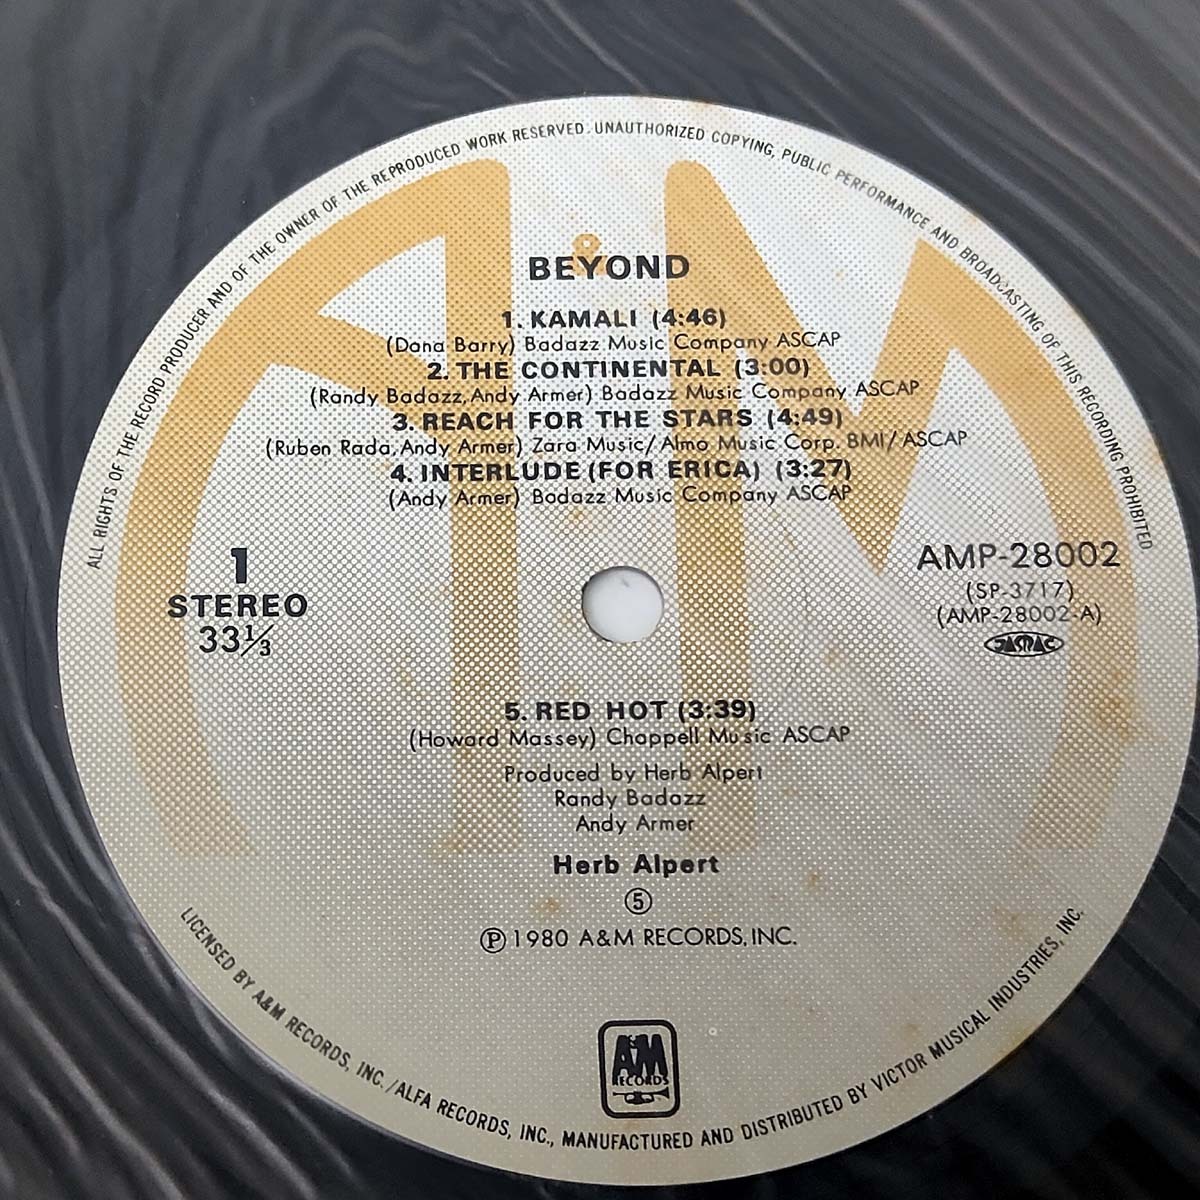 ALL RIGHTS OF THE RECORD PRODUCER AND OF THE OWNER OF THE REPRODUCED WORK RESERVED. UNAUTHORIZED COPYING, PUBLIC PERFORMANCE AND BROADCASTING OF THIS RECORDING PROHIBITED
A&M
BEYOND
1. KAMALI (4:46)
(Dana Barry) Badazz Music Company ASCAP
2. THE CONTINENTAL (3:00)
(Randy Badazz, Andy Armer) Badazz Music Company ASCAP
3. REACH FOR THE STARS (4:49)
(Ruben Rada, Andy Armer) Zara Music/Almo Music Corp. BMI/ASCAP
4. INTERLUDE (FOR ERICA) (3:27)
(Andy Armer) Badazz Music Company ASCAP
1
STEREO
33⅓
AMP-28002
(SP-3717)
(AMP-28002-A)
JASRAC
5. RED HOT (3:39)
(Howard Massey) Chappell Music ASCAP
Produced by Herb Alpert
Randy Badazz
Andy Armer
Herb Alpert
⑤
Ⓟ1980 A&M RECORDS, INC.
A&M
RECORDS
LICENSED BY A&M RECORDS, INC./ALFA RECORDS, INC., MANUFACTURED AND DISTRIBUTED BY VICTOR MUSICAL INDUSTRIES, INC.